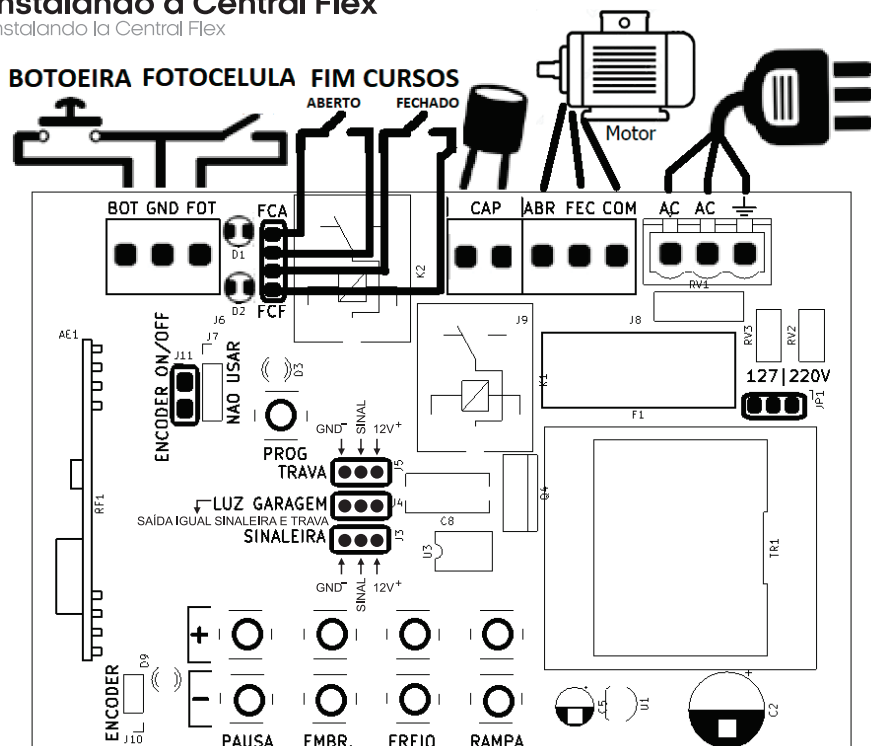 Instalando a Central Flex
Instalando la Central Flex
BOTOEIRA FOTOCELULA FIM CURSOS
ABERTO FECHADO
Motor
BOT GND FOT
FCA
CAP
ABR FEC COM
AC AC
D1
K2
D2
FCF
RV1
J6
J7
J9
J8
AE1
J11
ENCODER ON/OFF
NAO USAR
D3
K1
F1
RV3
RV2
127|220V
JP1
PROG
GND-
SINAL
12V+
TRAVA
J5
LUZ GARAGEM
J4
SAÍDA IGUAL SINALEIRA E TRAVA
SINALEIRA
J3
GND-
SINAL
12V+
RF1
C8
Q4
U3
TR1
+
-
D9
ENCODER
J10
C5
U1
+
C2
PAUSA EMBR. FREIO RAMPA